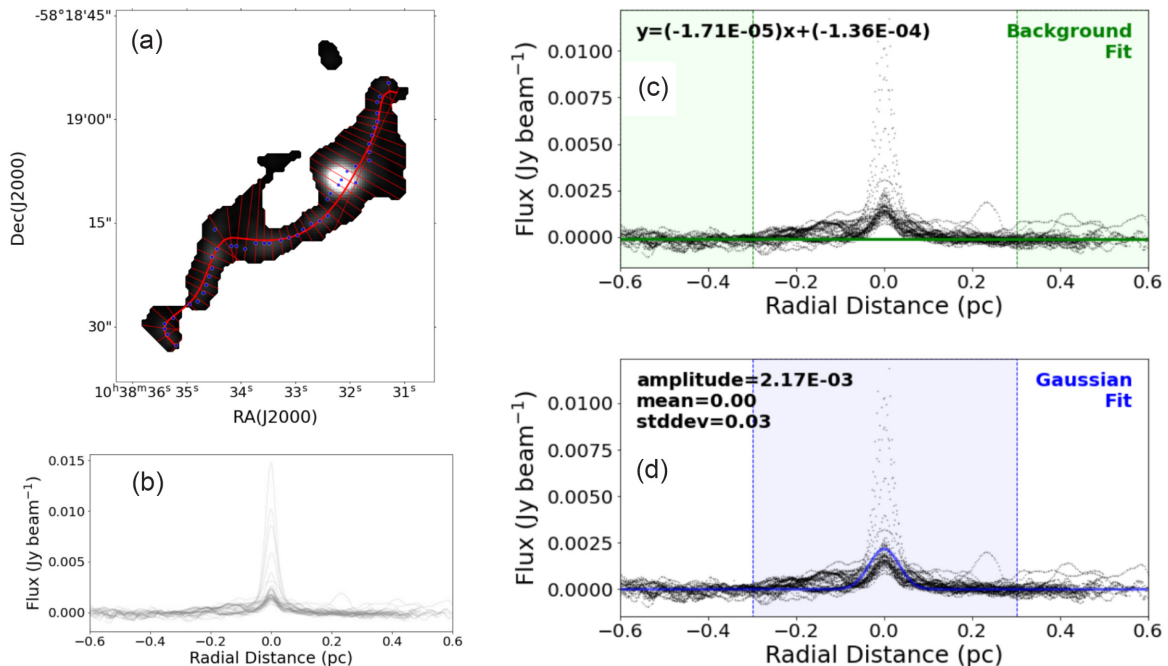 (a)
-58°18'45"
19'00"
15"
30"
Dec(J2000)
10ʰ38ᵐ36ˢ 35ˢ 34ˢ 33ˢ 32ˢ 31ˢ
RA(J2000)
(b)
0.015
0.010
0.005
0.000
Flux (Jy beam⁻¹)
−0.6 −0.4 −0.2 0.0 0.2 0.4 0.6
Radial Distance (pc)
y=(-1.71E-05)x+(-1.36E-04)
Background
Fit
(c)
0.0100
0.0075
0.0050
0.0025
0.0000
Flux (Jy beam⁻¹)
−0.6 −0.4 −0.2 0.0 0.2 0.4 0.6
Radial Distance (pc)
amplitude=2.17E-03
mean=0.00
stddev=0.03
Gaussian
Fit
(d)
0.0100
0.0075
0.0050
0.0025
0.0000
Flux (Jy beam⁻¹)
−0.6 −0.4 −0.2 0.0 0.2 0.4 0.6
Radial Distance (pc)